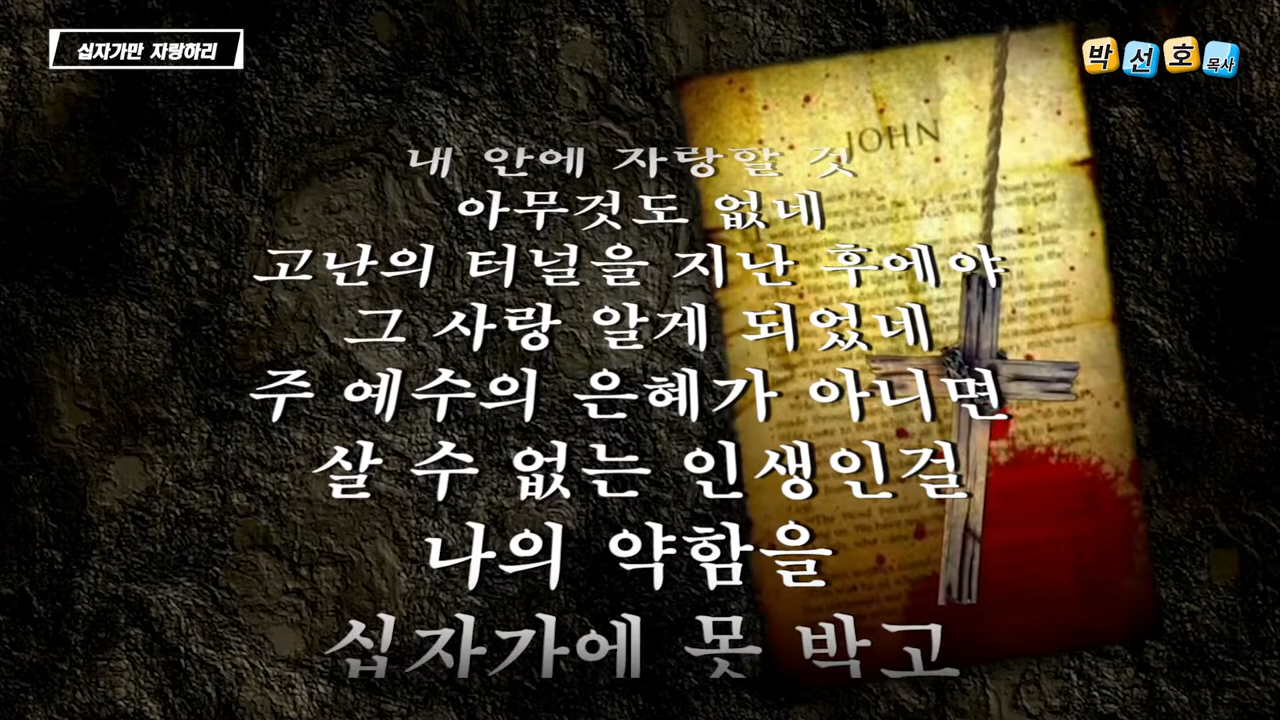 십자가만 자랑하리
박선호 목사
JOHN
내 안에 자랑할 것
아무것도 없네
고난의 터널을 지난 후에야
그 사랑 알게 되었네
주 예수의 은혜가 아니면
살 수 없는 인생인걸
나의 약함을
십자가에 못 박고